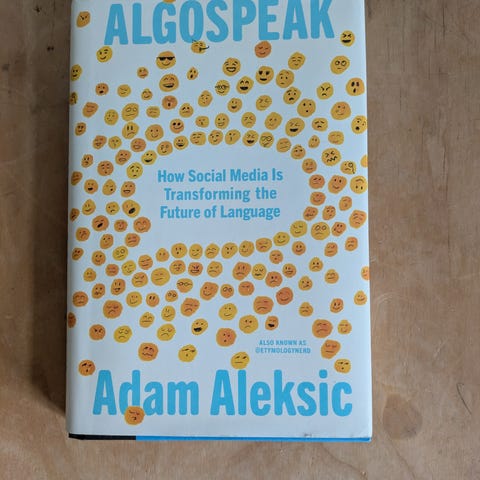 ALGOSPEAK
How Social Media Is
Transforming the
Future of Language
ALSO KNOWN AS
@ETYMOLOGYNERD
Adam Aleksic